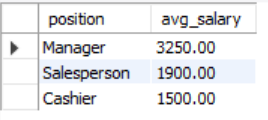 position avg_salary
Manager 3250.00
Salesperson 1900.00
Cashier 1500.00